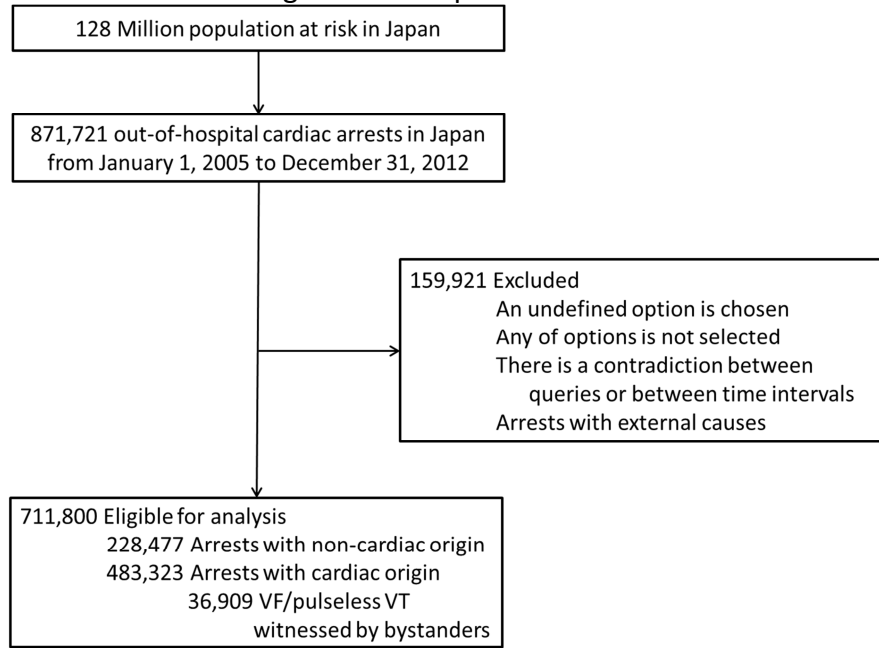 128 Million population at risk in Japan
871,721 out-of-hospital cardiac arrests in Japan
from January 1, 2005 to December 31, 2012
159,921 Excluded
An undefined option is chosen
Any of options is not selected
There is a contradiction between
queries or between time intervals
Arrests with external causes
711,800 Eligible for analysis
228,477 Arrests with non-cardiac origin
483,323 Arrests with cardiac origin
36,909 VF/pulseless VT
witnessed by bystanders